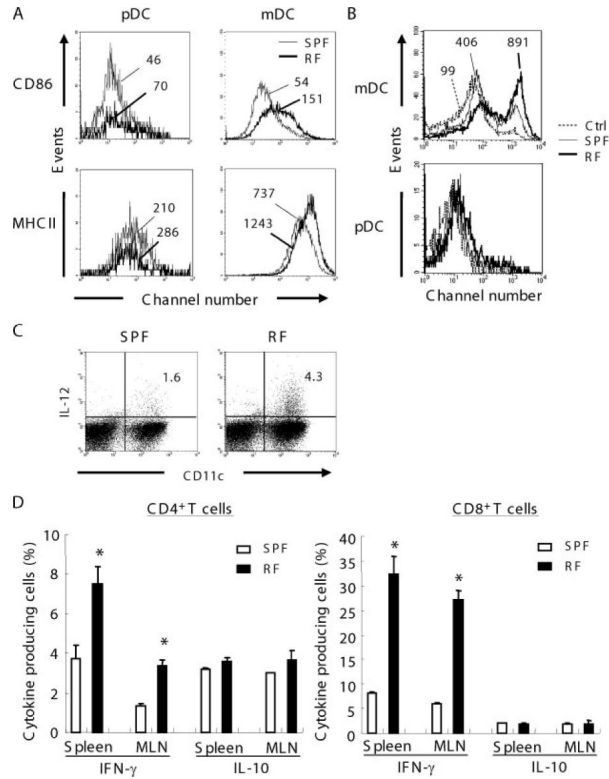 A
pDC
mDC
CD86
MHC II
Events
46
70
54
151
SPF
RF
210
286
737
1243
Channel number
B
mDC
pDC
Events
99
406
891
Ctrl
SPF
RF
Channel number
C
SPF
RF
IL-12
1.6
4.3
CD11c
D
CD4+ T cells
Cytokine producing cells (%)
10
8
6
4
2
0
SPF
RF
*
*
Spleen MLN Spleen MLN
IFN-γ IL-10
CD8+ T cells
Cytokine producing cells (%)
40
35
30
25
20
15
10
5
0
SPF
RF
*
*
Spleen MLN Spleen MLN
IFN-γ IL-10